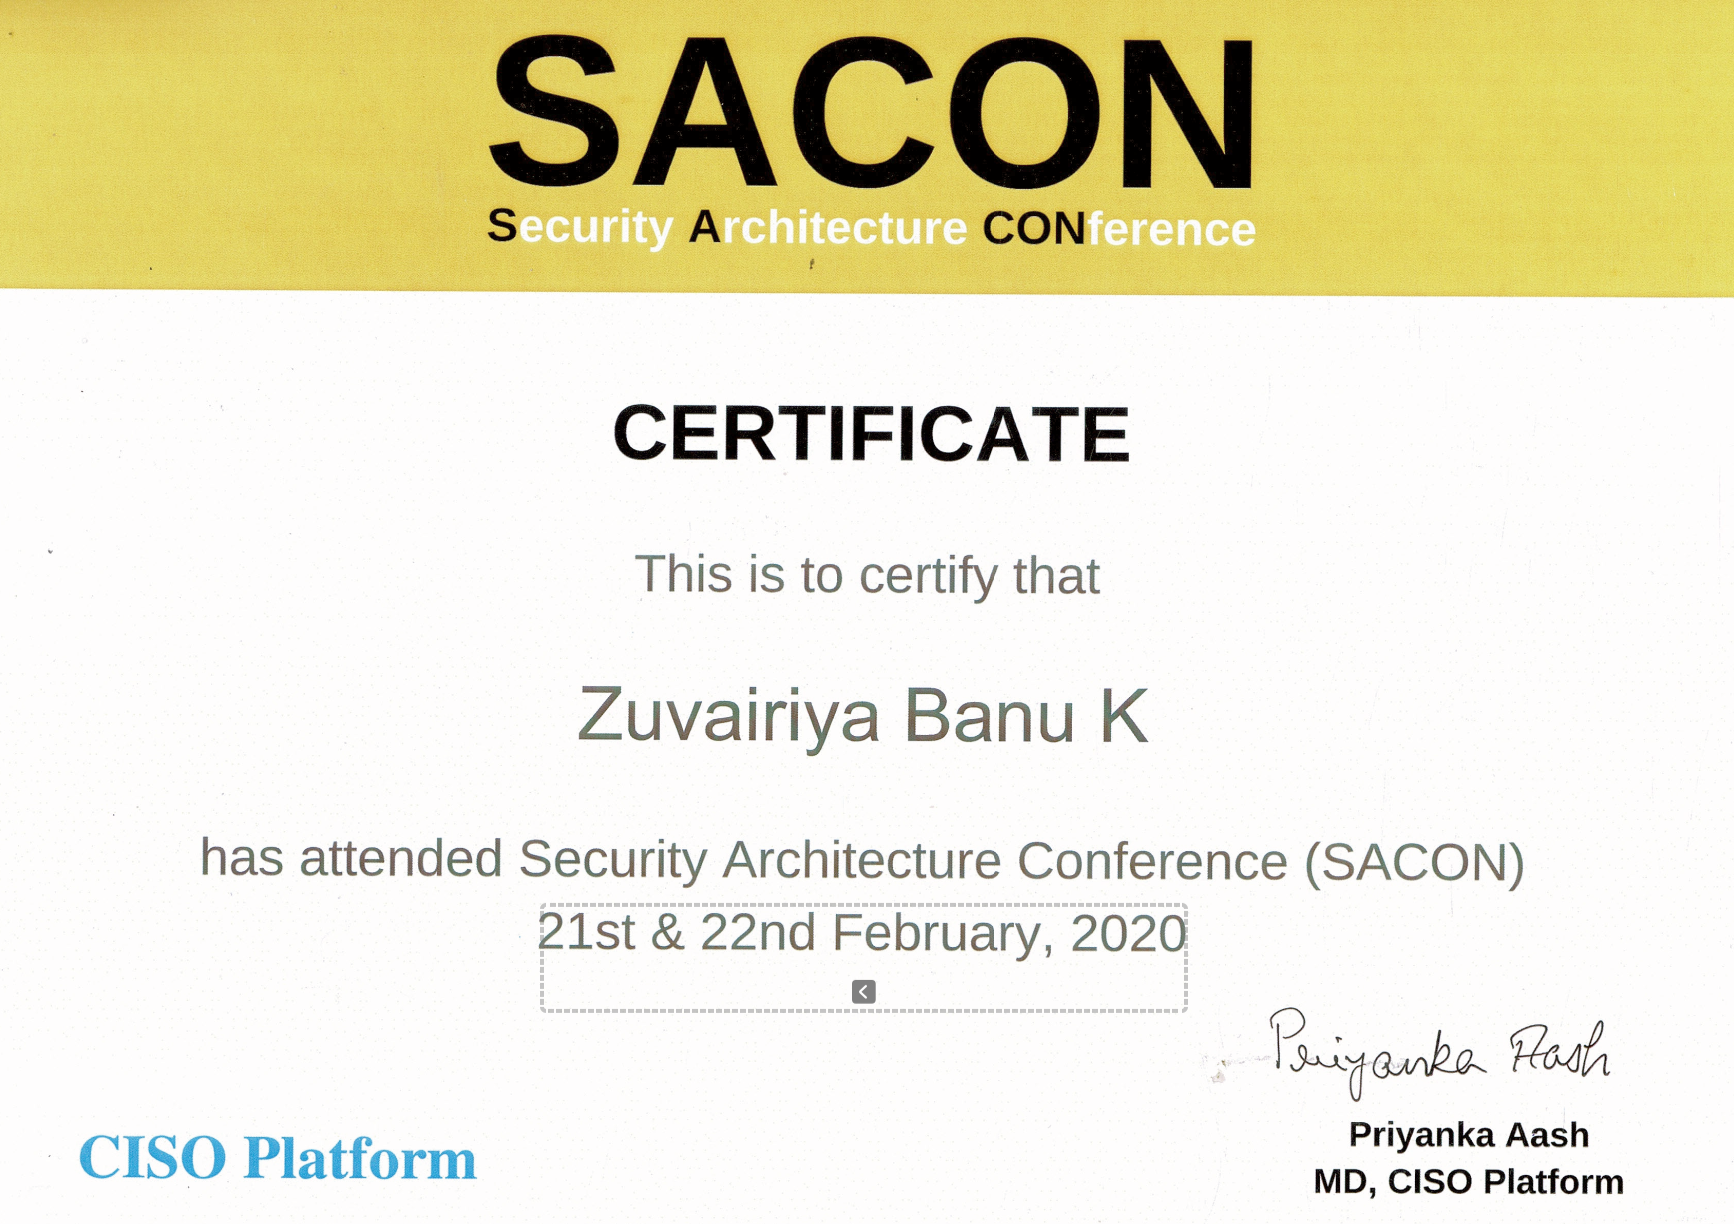 SACON
Security Architecture CONference
CERTIFICATE
This is to certify that
Zuvairiya Banu K
has attended Security Architecture Conference (SACON)
21st & 22nd February, 2020
Priyanka Aash
CISO Platform
Priyanka Aash
MD, CISO Platform